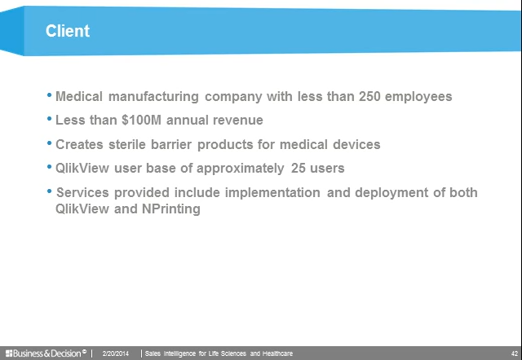 Client
• Medical manufacturing company with less than 250 employees
• Less than $100M annual revenue
• Creates sterile barrier products for medical devices
• QlikView user base of approximately 25 users
• Services provided include implementation and deployment of both
QlikView and NPrinting
Business & Decision © | 2/20/2014 | Sales Intelligence for Life Sciences and Healthcare 42